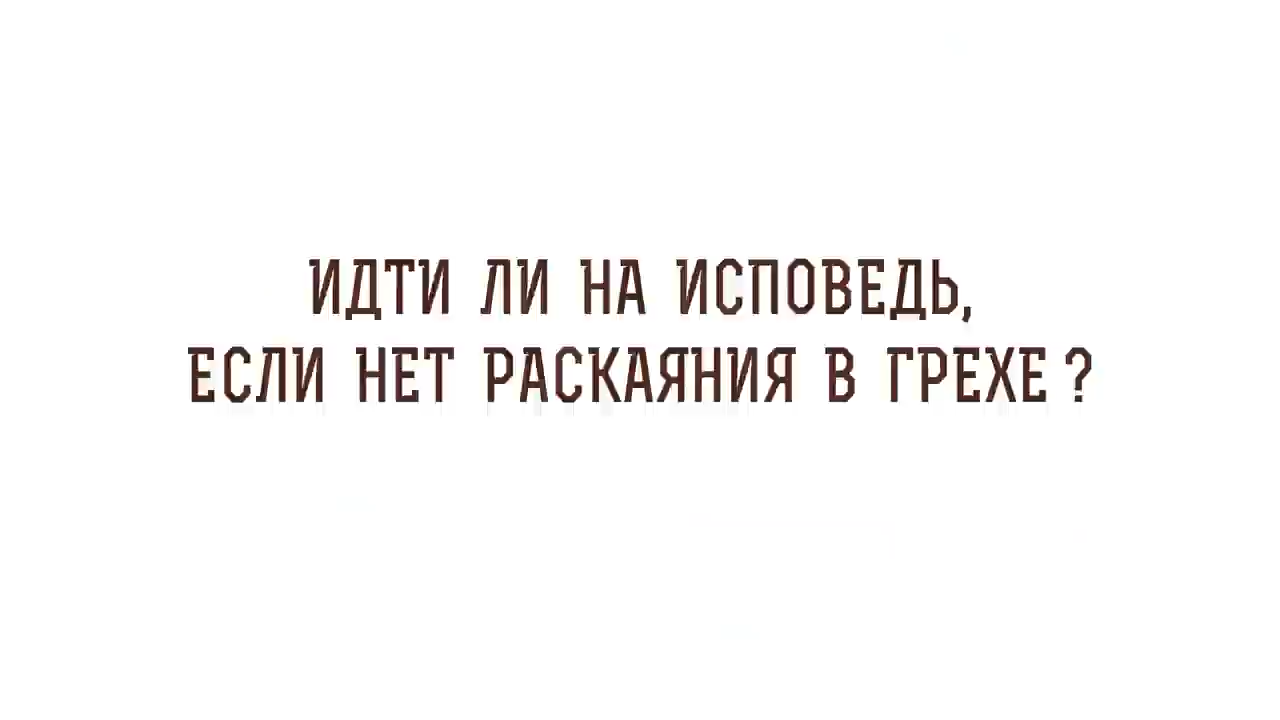 ИДТИ ЛИ НА ИСПОВЕДЬ,
ЕСЛИ НЕТ РАСКАЯНИЯ В ГРЕХЕ ?